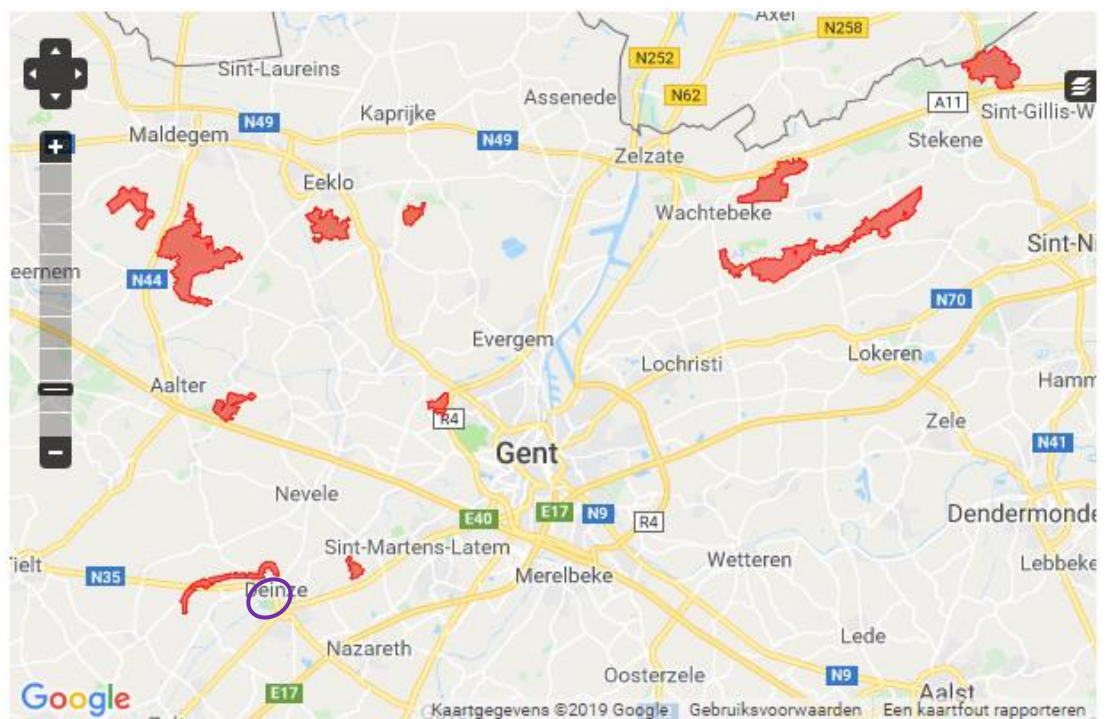 Axel
N258
N252
Sint-Laureins
N62
Assenede
A11
Sint-Gillis-W
Kaprijke
N49
Maldegem
N49
Stekene
Zelzate
Eeklo
Wachtebeke
Sint-Ni
eernem
N44
N70
Evergem
Lochristi
Lokeren
Aalter
Hamm
R4
Zele
Gent
N41
Nevele
E40
E17
N9
R4
Dendermonde
Sint-Martens-Latem
Wetteren
Lebbeke
Tielt
N35
Merelbeke
Deinze
Nazareth
Lede
Oosterzele
N9
E17
Aalst
Google
Kaartgegevens ©2019 Google Gebruiksvoorwaarden Een kaartfout rapporteren